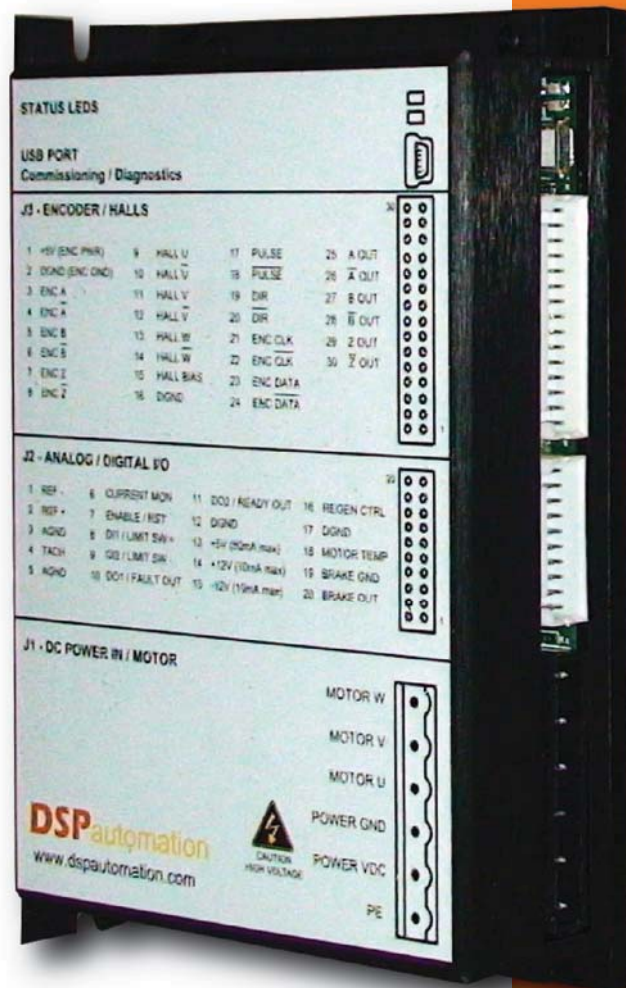 STATUS LEDS
USB PORT
Commissioning / Diagnostics
J3 - ENCODER / HALLS
30
1 +5V (ENC PWR) 9 HALL U 17 PULSE 25 A OUT
2 DGND (ENC GND) 10 HALL U̅ 18 P̅U̅L̅S̅E̅ 26 A̅ OUT
3 ENC A 11 HALL V 19 DIR 27 B OUT
4 ENC A̅ 12 HALL V̅ 20 D̅I̅R̅ 28 B̅ OUT
5 ENC B 13 HALL W 21 ENC CLK 29 Z OUT
6 ENC B̅ 14 HALL W̅ 22 ENC C̅L̅K̅ 30 Z̅ OUT
7 ENC Z 15 HALL BIAS 23 ENC DATA
8 ENC Z̅ 16 DGND 24 ENC D̅A̅T̅A̅
1
J2 - ANALOG / DIGITAL I/O
20
1 REF - 6 CURRENT MON 11 DO2 / READY OUT 16 REGEN CTRL
2 REF + 7 ENABLE / RST 12 DGND 17 DGND
3 AGND 8 DI1 / LIMIT SW + 13 +5V (80mA max) 18 MOTOR TEMP
4 TACH 9 DI2 / LIMIT SW - 14 +12V (10mA max) 19 BRAKE GND
5 AGND 10 DO1 / FAULT OUT 15 -12V (10mA max) 20 BRAKE OUT
1
J1 - DC POWER IN / MOTOR
MOTOR W
MOTOR V
MOTOR U
POWER GND
POWER VDC
PE
DSPautomation
www.dspautomation.com
CAUTION
HIGH VOLTAGE